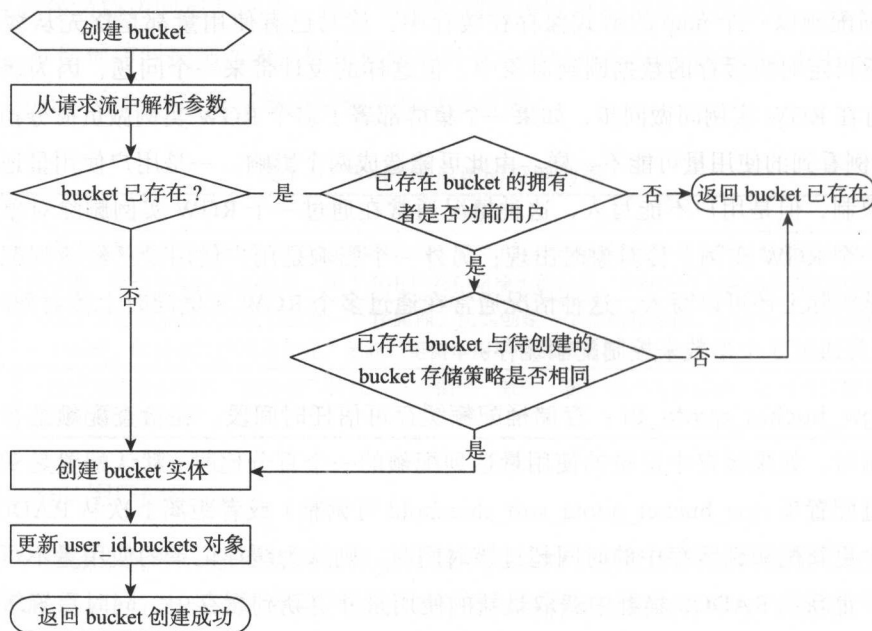 创建 bucket
从请求流中解析参数
bucket 已存在？
是
已存在 bucket 的拥有
者是否为前用户
否
返回 bucket 已存在
否
是
已存在 bucket 与待创建的
bucket 存储策略是否相同
否
是
创建 bucket 实体
更新 user_id.buckets 对象
返回 bucket 创建成功